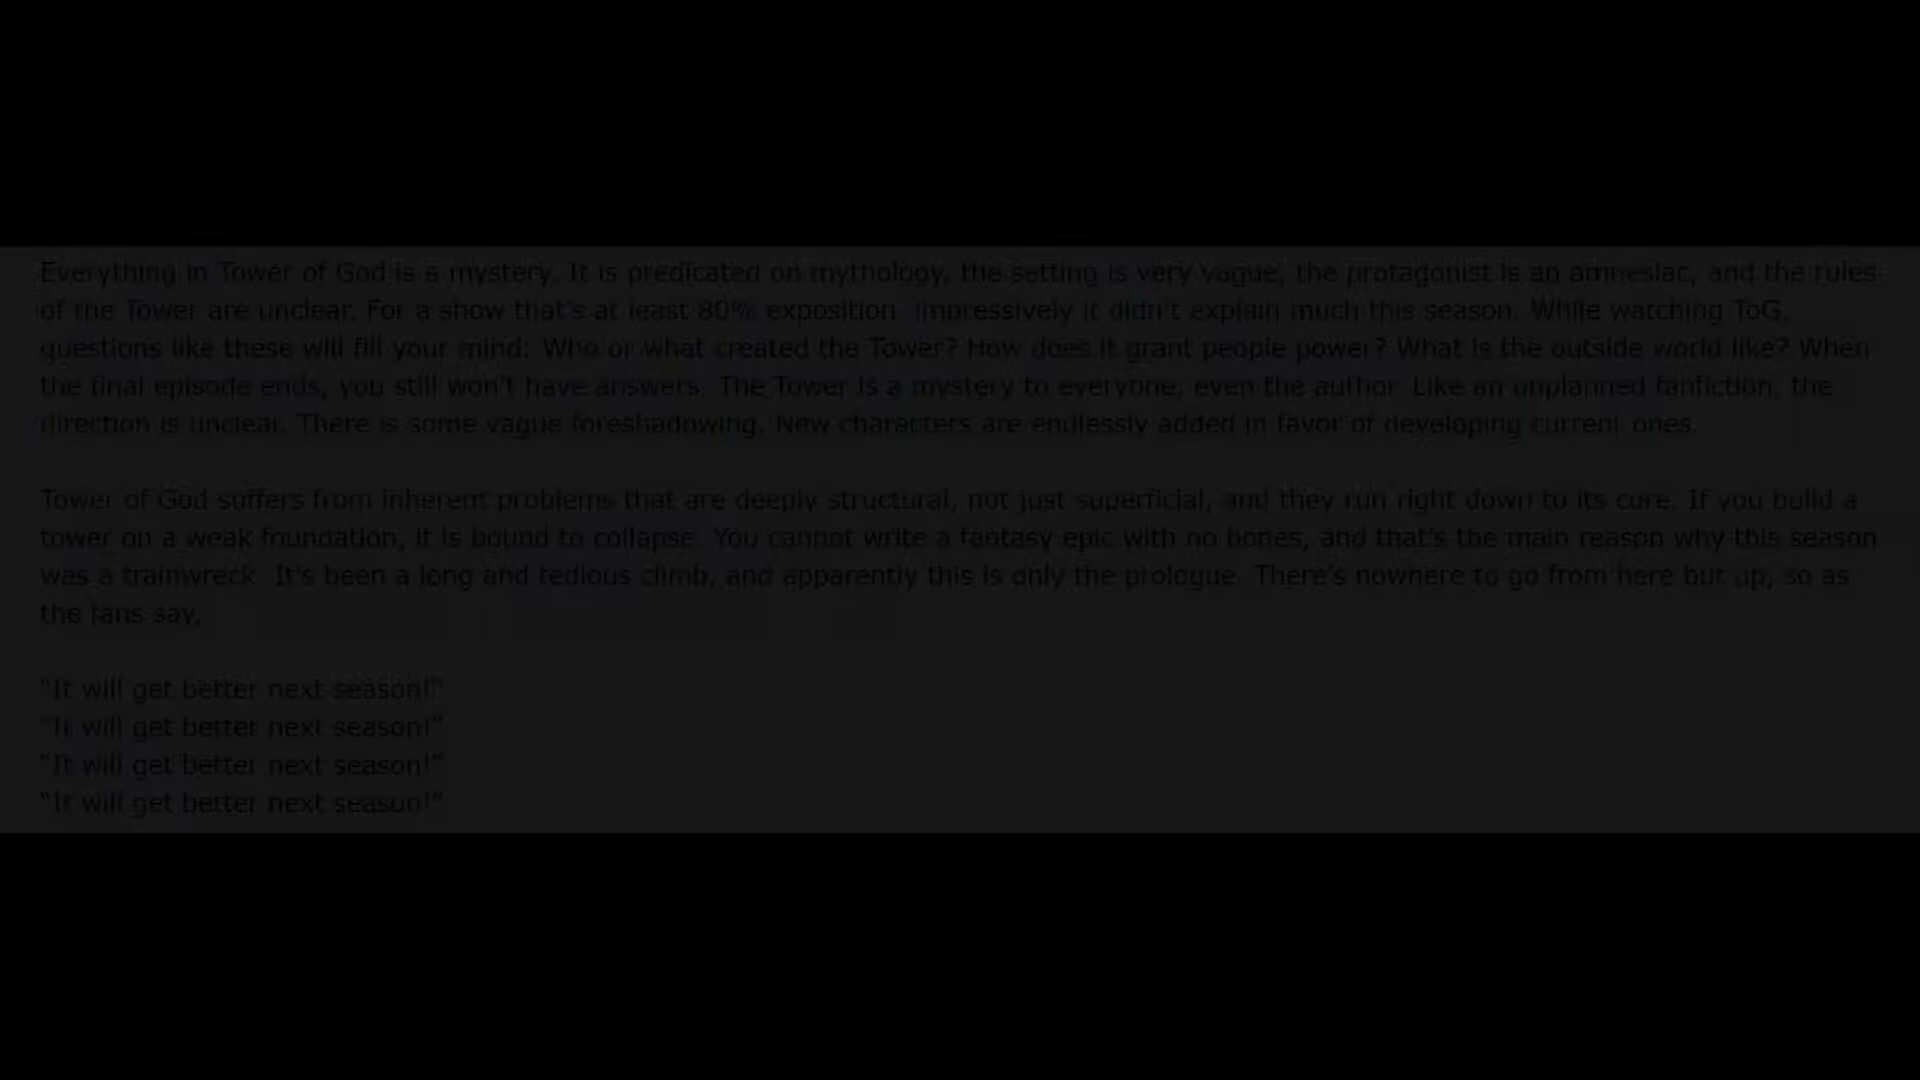 Everything in Tower of God is a mystery. It is predicated on mythology, the setting is very vague, the protagonist is an amnesiac, and the rules
of the Tower are unclear. For a show that's at least 80% exposition, impressively it didn't explain much this season. While watching ToG,
questions like these will fill your mind: Who or what created the Tower? How does it grant people power? What is the outside world like? When
the final episode ends, you still won't have answers. The Tower is a mystery to everyone, even the author. Like an unplanned fanfiction, the
direction is unclear. There is some vague foreshadowing. New characters are endlessly added in favor of developing current ones.
Tower of God suffers from inherent problems that are deeply structural, not just superficial, and they run right down to its core. If you build a
tower on a weak foundation, it is bound to collapse. You cannot write a fantasy epic with no bones, and that's the main reason why this season
was a trainwreck. It's been a long and tedious climb, and apparently this is only the prologue. There's nowhere to go from here but up, so as
the fans say,
"It will get better next season!"
"It will get better next season!"
"It will get better next season!"
"It will get better next season!"